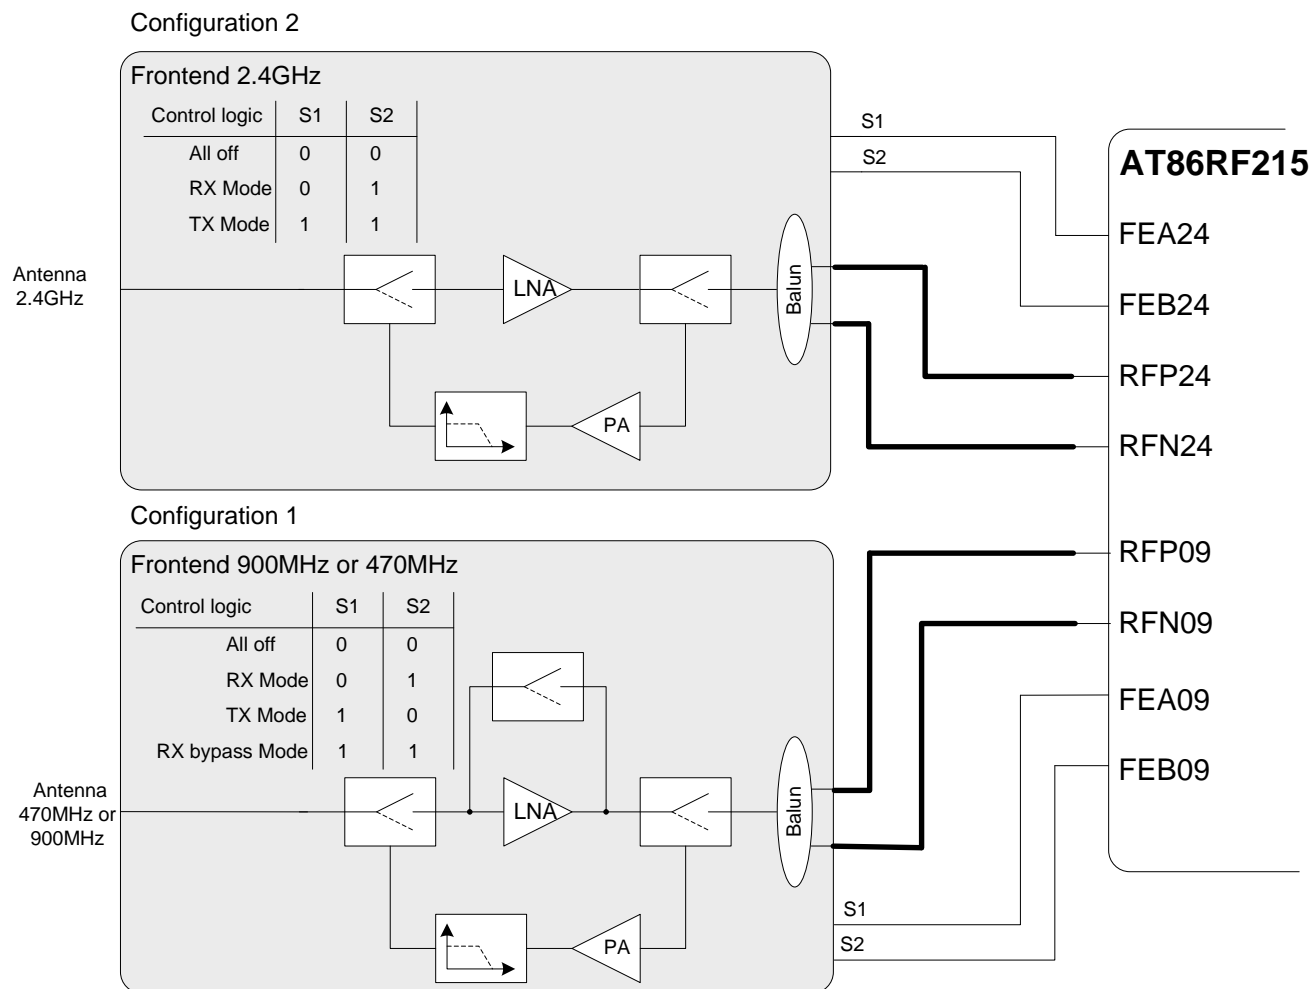 Configuration 2
Frontend 2.4GHz
Control logic S1 S2
All off 0 0
RX Mode 0 1
TX Mode 1 1
S1
S2
AT86RF215
FEA24
FEB24
RFP24
RFN24
RFP09
RFN09
FEA09
FEB09
Antenna
2.4GHz
LNA
Balun
PA
Configuration 1
Frontend 900MHz or 470MHz
Control logic S1 S2
All off 0 0
RX Mode 0 1
TX Mode 1 0
RX bypass Mode 1 1
Antenna
470MHz or
900MHz
LNA
Balun
PA
S1
S2